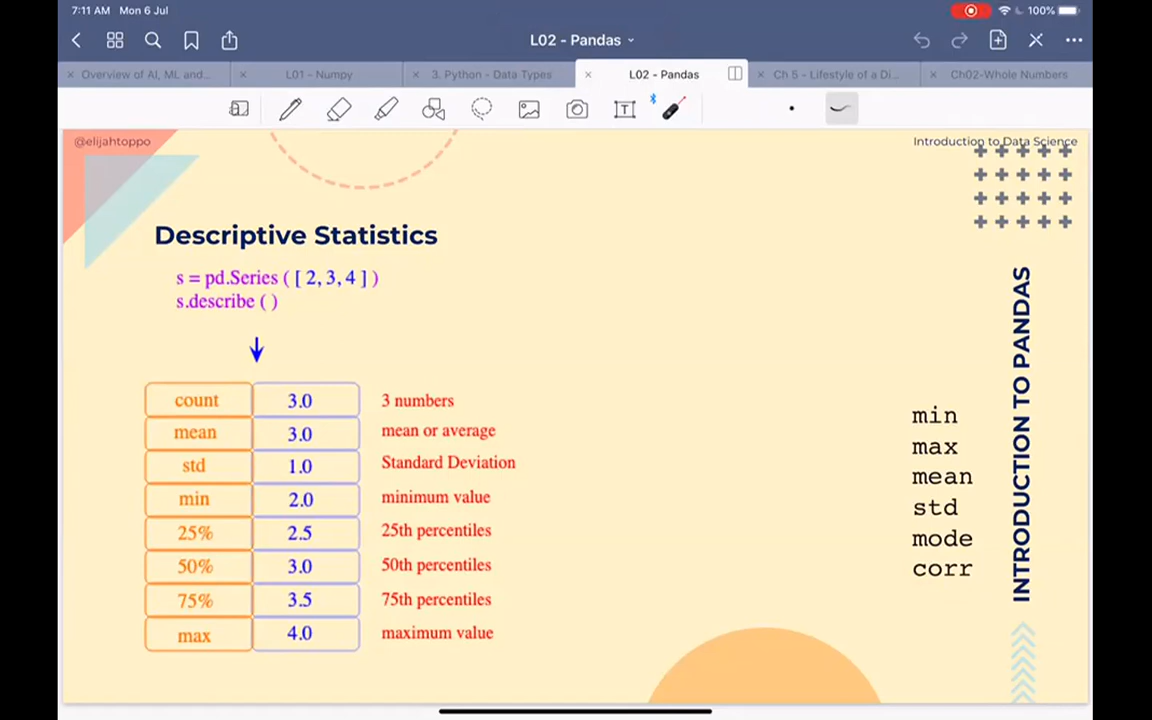 7:11 AM Mon 6 Jul
100%
L02 - Pandas
Overview of AI, ML and...
L01 - Numpy
3. Python - Data Types
L02 - Pandas
Ch 5 - Lifestyle of a Di...
Ch02-Whole Numbers
T
@elijahtoppo
Introduction to Data Science
Descriptive Statistics
s = pd.Series ( [ 2, 3, 4 ] )
s.describe ( )
count 3.0 3 numbers
mean 3.0 mean or average
std 1.0 Standard Deviation
min 2.0 minimum value
25% 2.5 25th percentiles
50% 3.0 50th percentiles
75% 3.5 75th percentiles
max 4.0 maximum value
min
max
mean
std
mode
corr
INTRODUCTION TO PANDAS